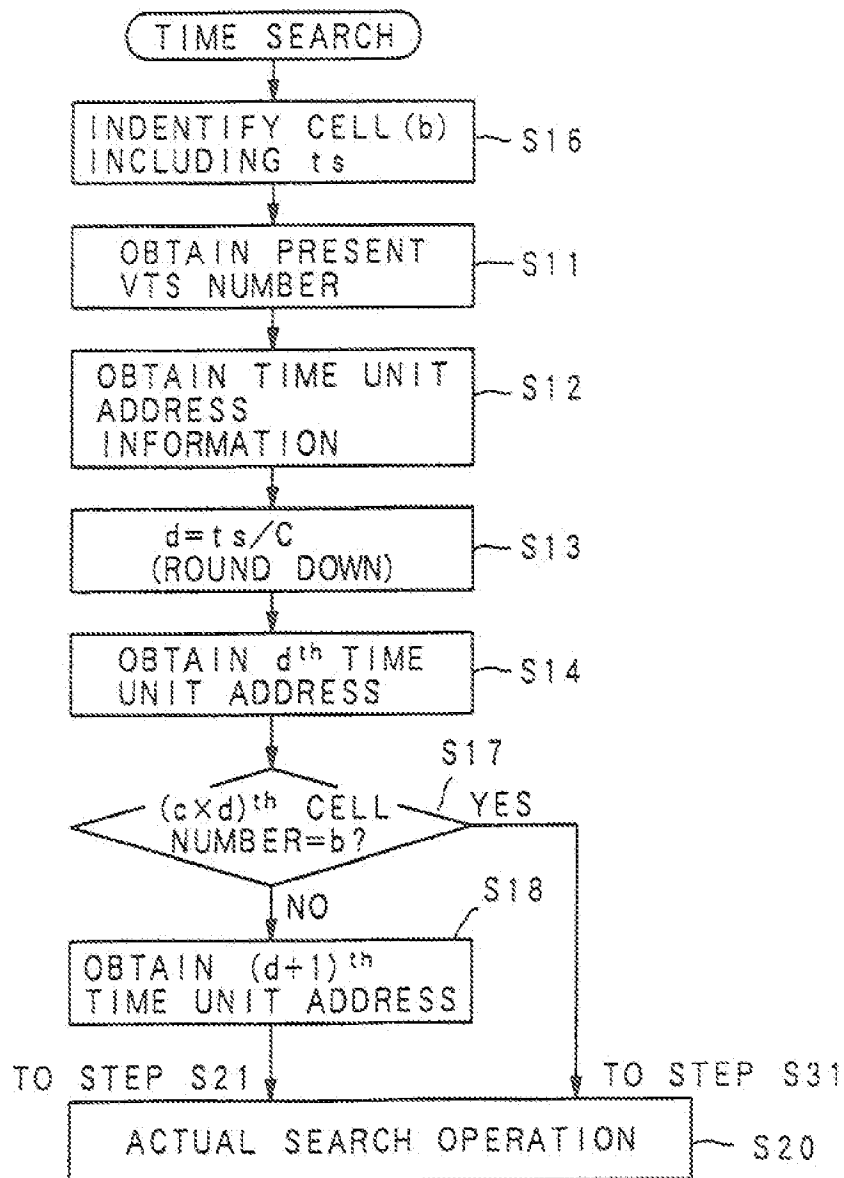 TIME SEARCH
INDENTIFY CELL(b)
INCLUDING ts
S16
OBTAIN PRESENT
VTS NUMBER
S11
OBTAIN TIME UNIT
ADDRESS
INFORMATION
S12
d=ts/C
(ROUND DOWN)
S13
OBTAIN dth TIME
UNIT ADDRESS
S14
S17
(c×d)th CELL
NUMBER=b?
YES
NO
S18
OBTAIN (d+1)th
TIME UNIT ADDRESS
TO STEP S21
TO STEP S31
ACTUAL SEARCH OPERATION
S20